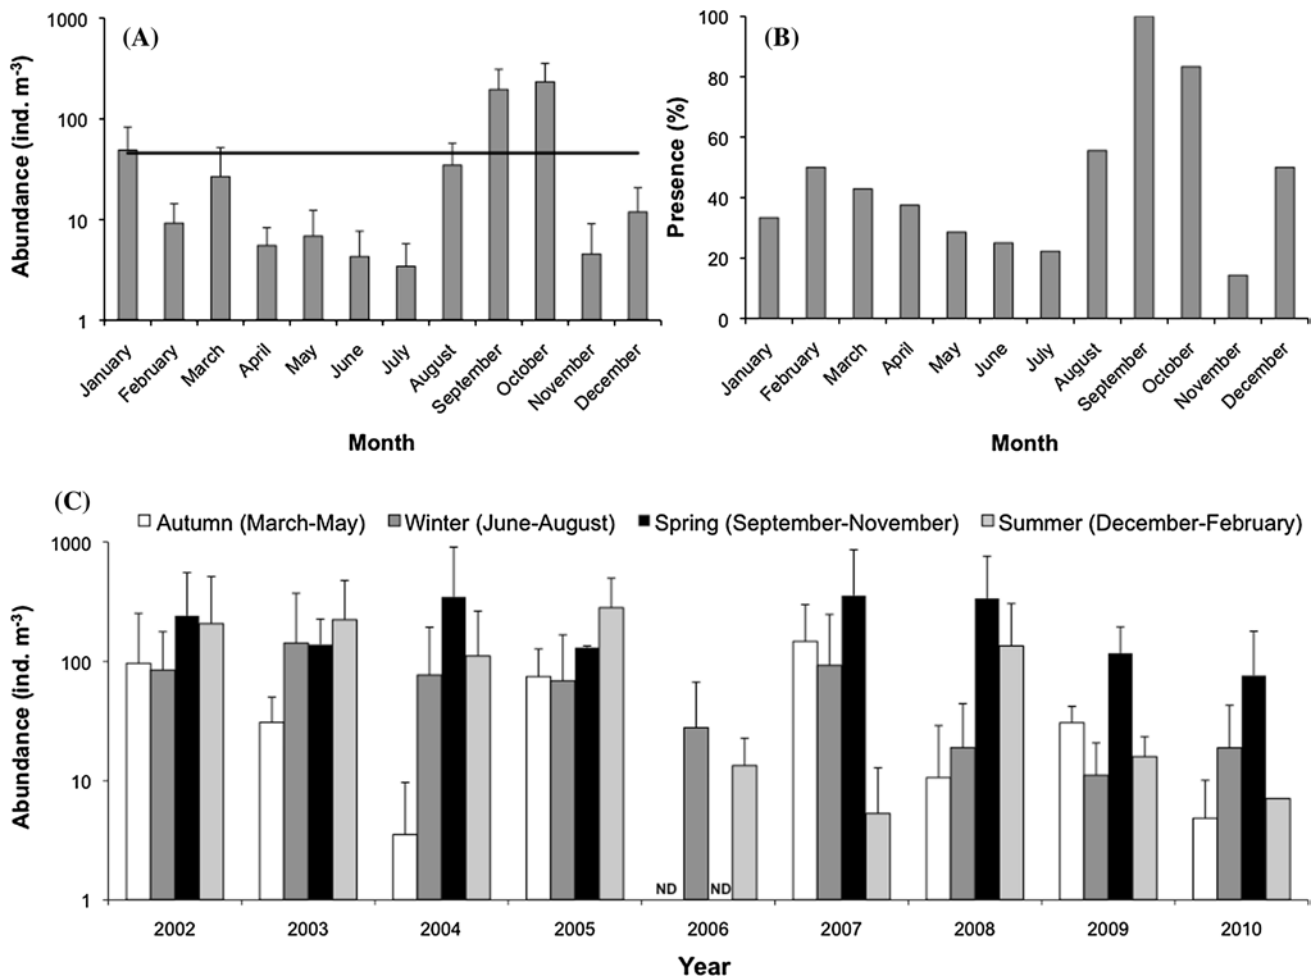 (A)
Abundance (ind. m-3)
1000
100
10
1
January
February
March
April
May
June
July
August
September
October
November
December
Month
(B)
Presence (%)
100
80
60
40
20
0
January
February
March
April
May
June
July
August
September
October
November
December
Month
(C)
Autumn (March-May) Winter (June-August) Spring (September-November) Summer (December-February)
Abundance (ind. m-3)
1000
100
10
1
ND ND
2002 2003 2004 2005 2006 2007 2008 2009 2010
Year